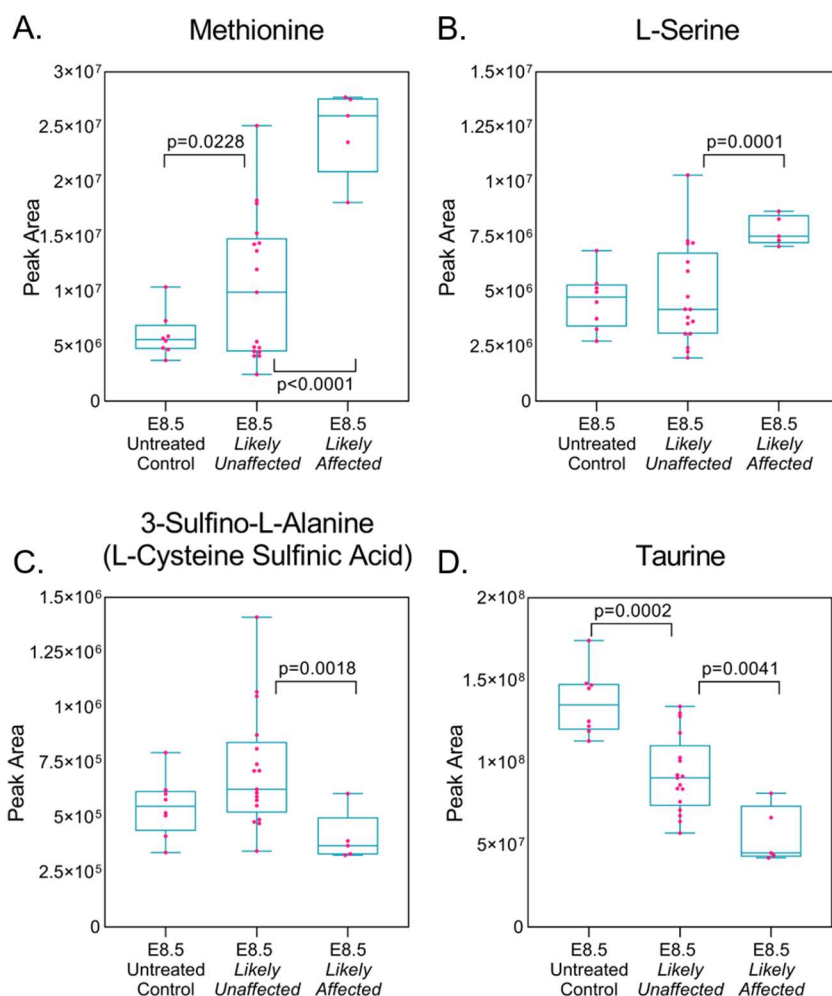 A.
Methionine
3×10⁷
2.5×10⁷
2×10⁷
1.5×10⁷
1×10⁷
5×10⁶
0
Peak Area
p=0.0228
p<0.0001
E8.5
Untreated
Control
E8.5
Likely
Unaffected
E8.5
Likely
Affected
B.
L-Serine
1.5×10⁷
1.25×10⁷
1×10⁷
7.5×10⁶
5×10⁶
2.5×10⁶
0
Peak Area
p=0.0001
E8.5
Untreated
Control
E8.5
Likely
Unaffected
E8.5
Likely
Affected
C.
3-Sulfino-L-Alanine
(L-Cysteine Sulfinic Acid)
1.5×10⁶
1.25×10⁶
1×10⁶
7.5×10⁵
5×10⁵
2.5×10⁵
0
Peak Area
p=0.0018
E8.5
Untreated
Control
E8.5
Likely
Unaffected
E8.5
Likely
Affected
D.
Taurine
2×10⁸
1.5×10⁸
1×10⁸
5×10⁷
0
Peak Area
p=0.0002
p=0.0041
E8.5
Untreated
Control
E8.5
Likely
Unaffected
E8.5
Likely
Affected